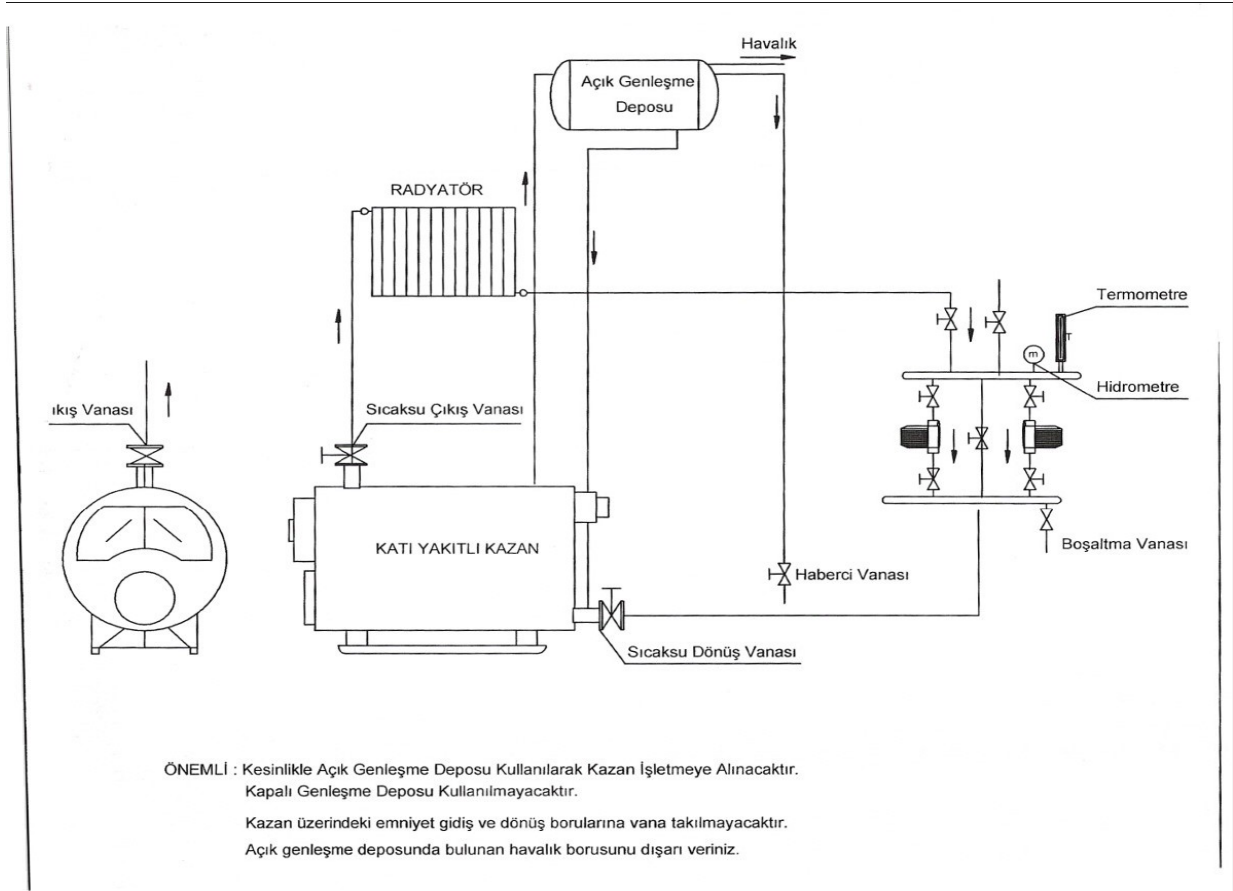 Havalık
Açık Genleşme
Deposu
RADYATÖR
Termometre
T
m
Hidrometre
ıkış Vanası
Sıcaksu Çıkış Vanası
KATI YAKITLI KAZAN
Boşaltma Vanası
Haberci Vanası
Sıcaksu Dönüş Vanası
ÖNEMLİ : Kesinlikle Açık Genleşme Deposu Kullanılarak Kazan İşletmeye Alınacaktır.
Kapalı Genleşme Deposu Kullanılmayacaktır.
Kazan üzerindeki emniyet gidiş ve dönüş borularına vana takılmayacaktır.
Açık genleşme deposunda bulunan havalık borusunu dışarı veriniz.